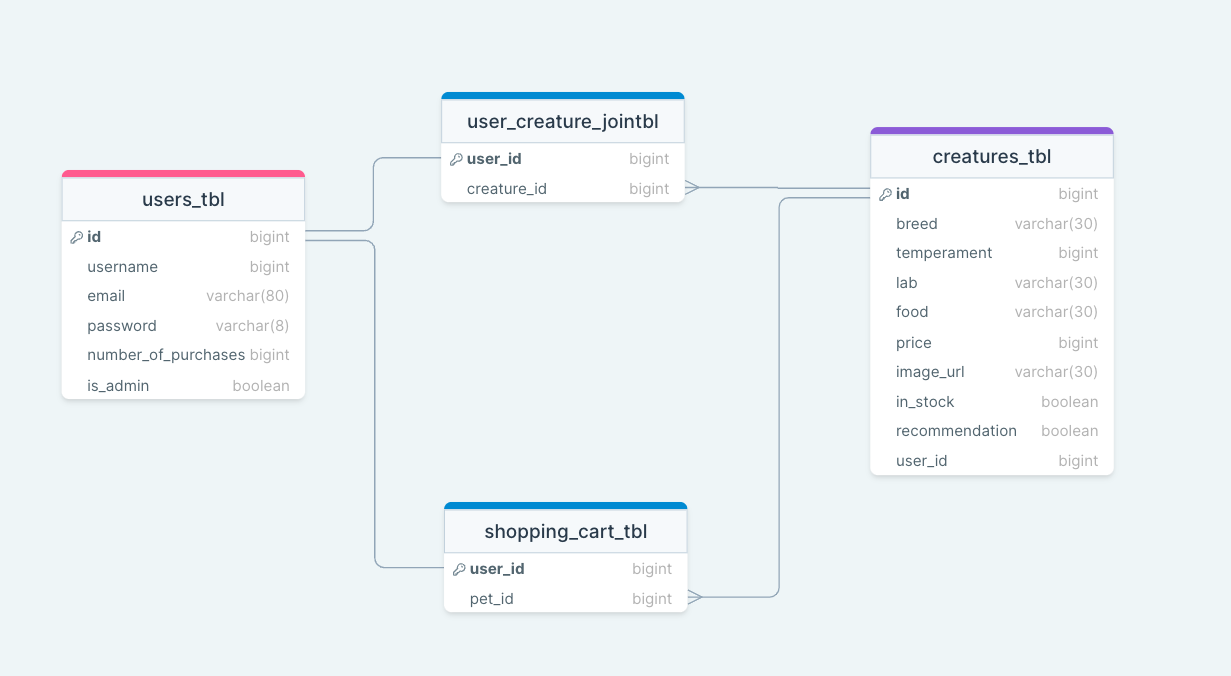 user_creature_jointbl
user_id bigint
creature_id bigint
creatures_tbl
id bigint
breed varchar(30)
temperament bigint
lab varchar(30)
food varchar(30)
price bigint
image_url varchar(30)
in_stock boolean
recommendation boolean
user_id bigint
users_tbl
id bigint
username bigint
email varchar(80)
password varchar(8)
number_of_purchases bigint
is_admin boolean
shopping_cart_tbl
user_id bigint
pet_id bigint